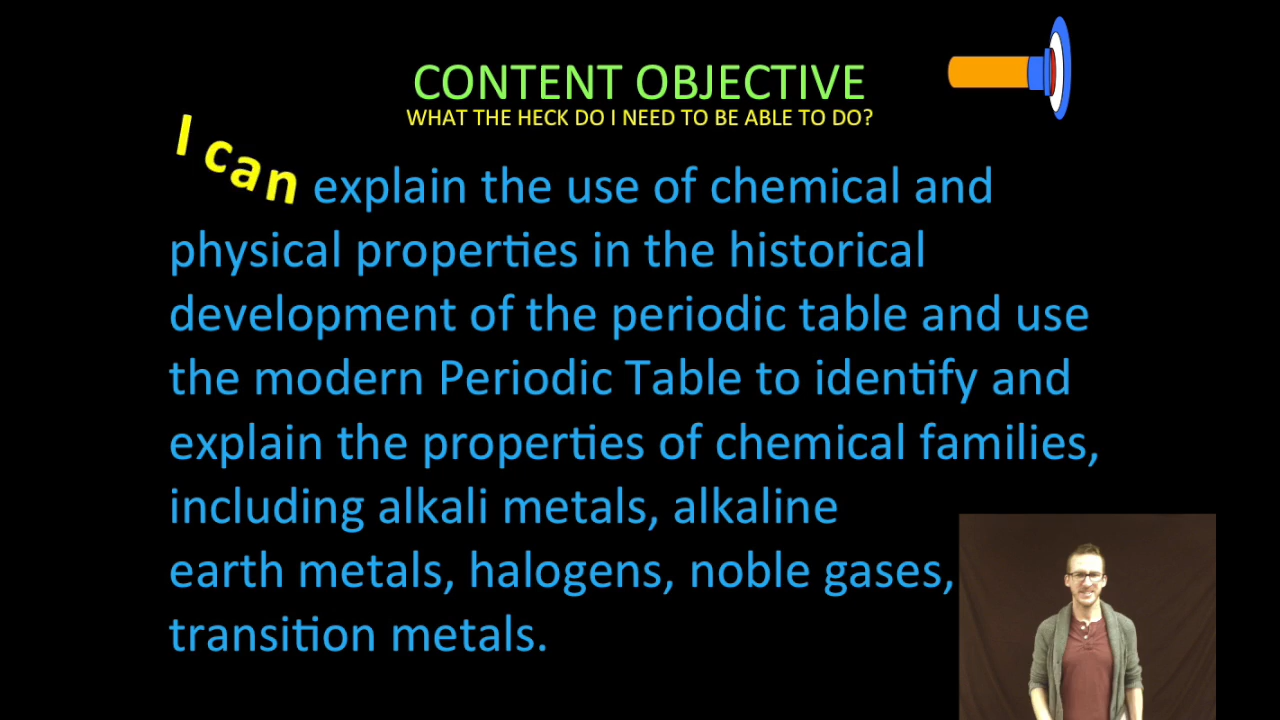 CONTENT OBJECTIVE
WHAT THE HECK DO I NEED TO BE ABLE TO DO?
I can explain the use of chemical and
physical properties in the historical
development of the periodic table and use
the modern Periodic Table to identify and
explain the properties of chemical families,
including alkali metals, alkaline
earth metals, halogens, noble gases,
transition metals.